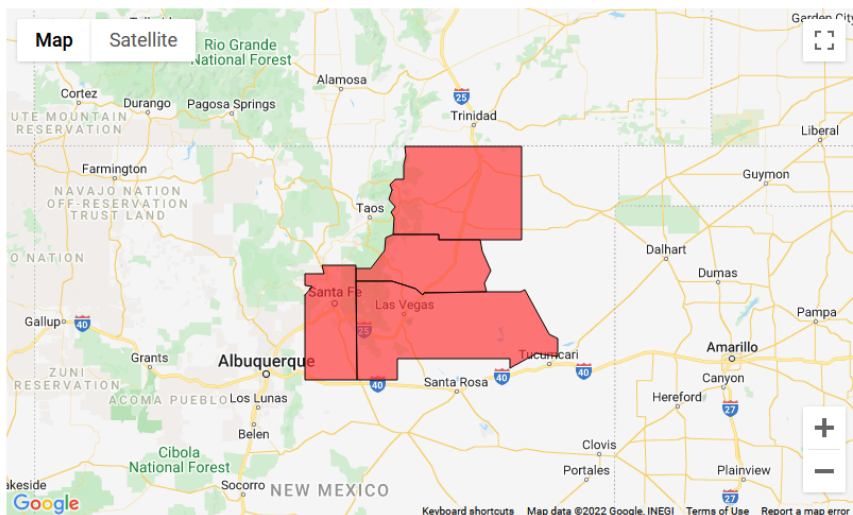 Garden City
Map
Satellite
Rio Grande
National Forest
Alamosa
Cortez
Durango
Pagosa Springs
25
Trinidad
UTE MOUNTAIN
RESERVATION
Liberal
Farmington
Guymon
NAVAJO NATION
OFF-RESERVATION
TRUST LAND
Taos
O NATION
Dalhart
Dumas
Santa Fe
Las Vegas
Pampa
Gallup
40
25
Grants
Albuquerque
Tucumcari
Amarillo
ZUNI
RESERVATION
40
40
40
Santa Rosa
Canyon
ACOMA PUEBLO
Los Lunas
Hereford
27
Belen
Clovis
Cibola
National Forest
Portales
Plainview
akeside
Socorro
NEW MEXICO
27
Google
Keyboard shortcuts
Map data ©2022 Google, INEGI
Terms of Use
Report a map error